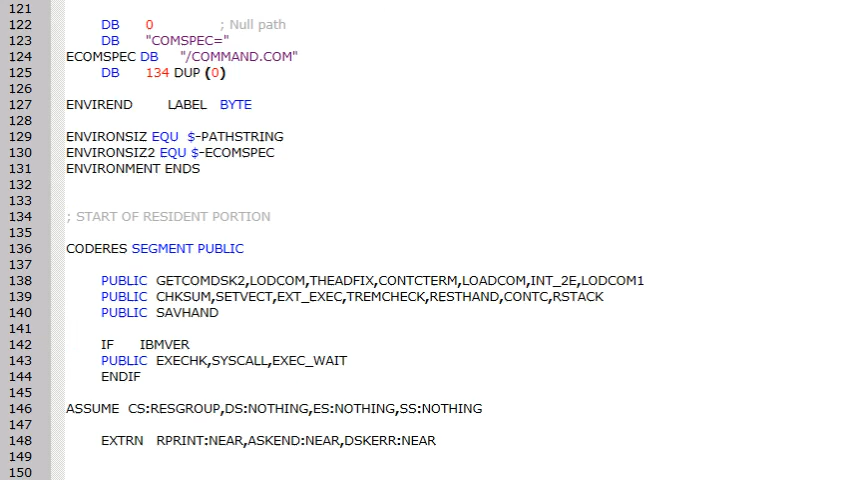 121
122 DB 0 ; Null path
123 DB "COMSPEC="
124 ECOMSPEC DB "/COMMAND.COM"
125 DB 134 DUP (0)
126
127 ENVIREND LABEL BYTE
128
129 ENVIRONSIZ EQU $-PATHSTRING
130 ENVIRONSIZ2 EQU $-ECOMSPEC
131 ENVIRONMENT ENDS
132
133
134 ; START OF RESIDENT PORTION
135
136 CODERES SEGMENT PUBLIC
137
138 PUBLIC GETCOMDSK2,LODCOM,THEADFIX,CONTCTERM,LOADCOM,INT_2E,LODCOM1
139 PUBLIC CHKSUM,SETVECT,EXT_EXEC,TREMCHECK,RESTHAND,CONTC,RSTACK
140 PUBLIC SAVHAND
141
142 IF IBMVER
143 PUBLIC EXECHK,SYSCALL,EXEC_WAIT
144 ENDIF
145
146 ASSUME CS:RESGROUP,DS:NOTHING,ES:NOTHING,SS:NOTHING
147
148 EXTRN RPRINT:NEAR,ASKEND:NEAR,DSKERR:NEAR
149
150